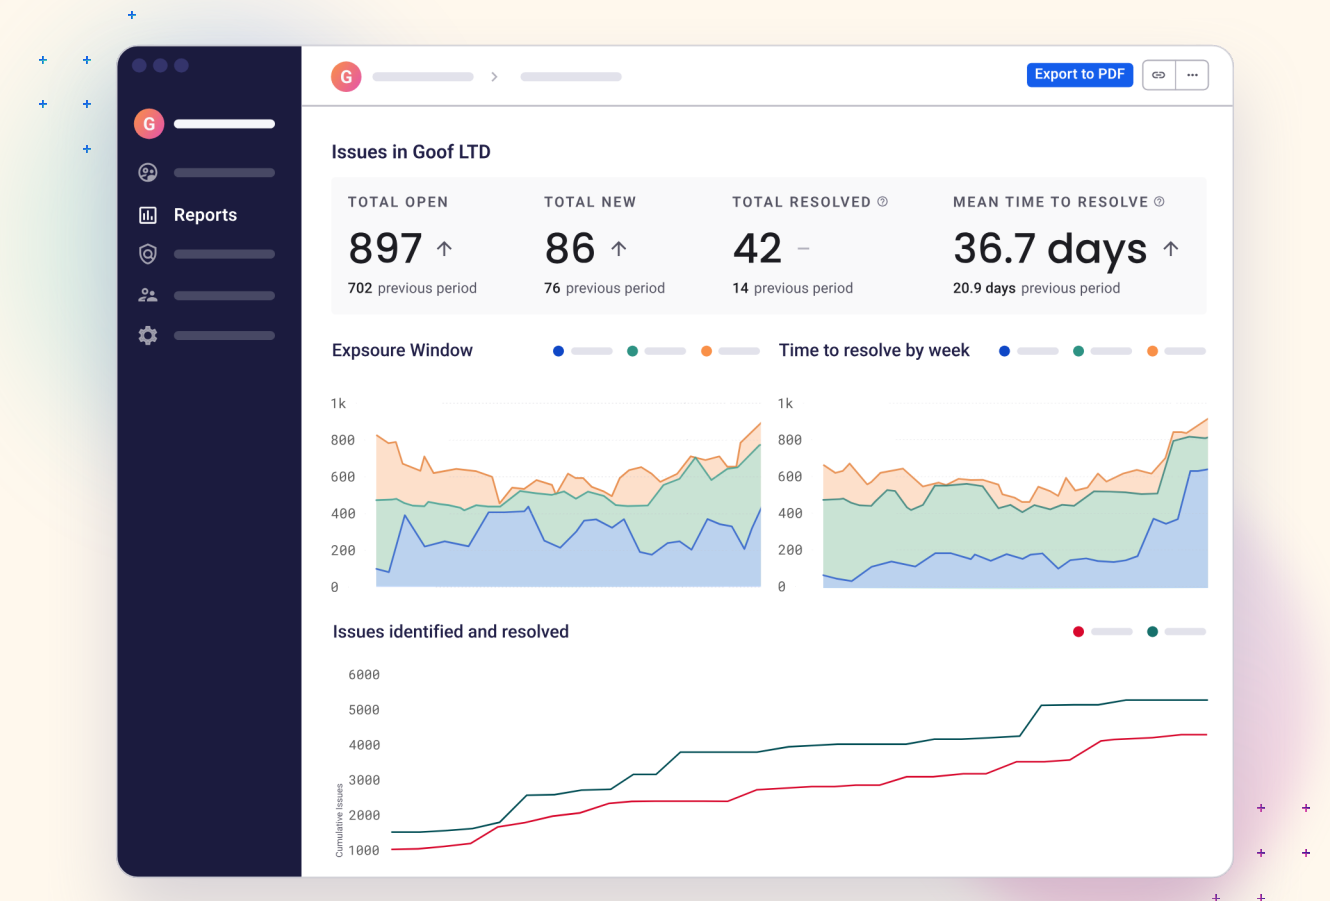 G
Export to PDF
G
Reports
Issues in Goof LTD
TOTAL OPEN
897
702 previous period
TOTAL NEW
86
76 previous period
TOTAL RESOLVED
42 –
14 previous period
MEAN TIME TO RESOLVE
36.7 days
20.9 days previous period
Expsoure Window
1k
800
600
400
200
0
Time to resolve by week
1k
800
600
400
200
0
Issues identified and resolved
Cumulative Issues
6000
5000
4000
3000
2000
1000